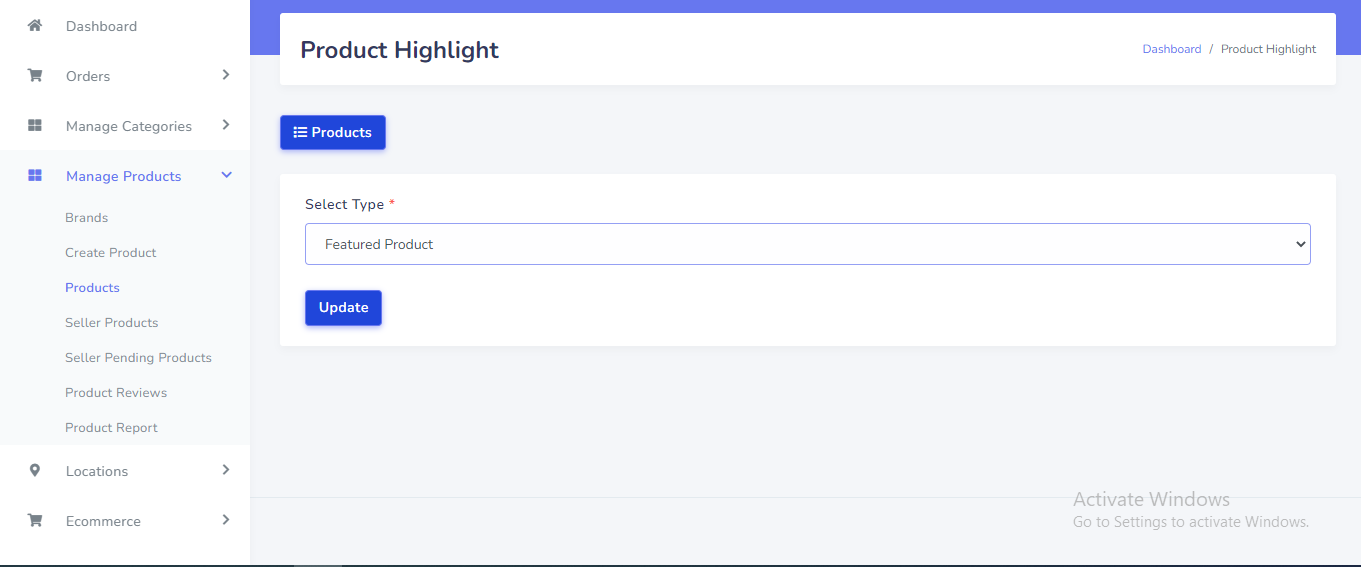 Dashboard
Orders
Manage Categories
Manage Products
Brands
Create Product
Products
Seller Products
Seller Pending Products
Product Reviews
Product Report
Locations
Ecommerce
Product Highlight
Dashboard / Product Highlight
Products
Select Type *
Featured Product
Update
Activate Windows
Go to Settings to activate Windows.